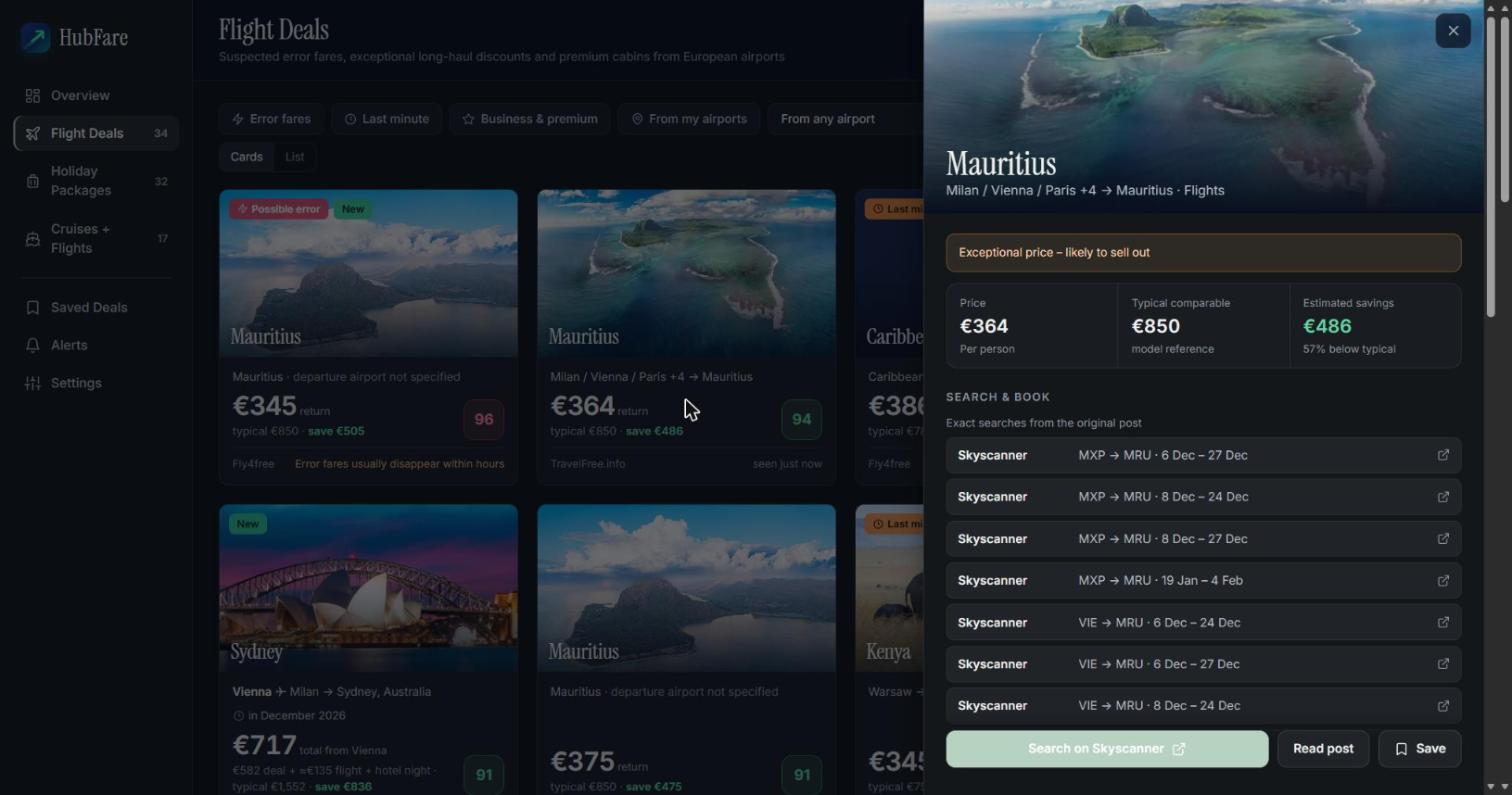 HubFare
Overview
Flight Deals 34
Holiday
Packages 32
Cruises +
Flights 17
Saved Deals
Alerts
Settings
Flight Deals
Suspected error fares, exceptional long-haul discounts and premium cabins from European airports
Error fares
Last minute
Business & premium
From my airports
From any airport
Cards
List
Possible error
New
Mauritius
Mauritius · departure airport not specified
€345 return
96
typical €850 · save €505
Fly4free
Error fares usually disappear within hours
Mauritius
Milan / Vienna / Paris +4 → Mauritius
€364 return
94
typical €850 · save €486
TravelFree.info
seen just now
Last mi
Caribbe
Caribbean
€386
typical €78
Fly4free
New
Sydney
Vienna ✈ Milan → Sydney, Australia
in December 2026
€717 total from Vienna
€582 deal + ≈€135 flight + hotel night ·
typical €1,552 · save €836
91
Mauritius
Mauritius · departure airport not specified
€375 return
typical €850 · save €475
91
Last mi
Kenya
Warsaw →
€345
typical €75
Mauritius
Milan / Vienna / Paris +4 → Mauritius · Flights
Exceptional price – likely to sell out
Price
€364
Per person
Typical comparable
€850
model reference
Estimated savings
€486
57% below typical
SEARCH & BOOK
Exact searches from the original post
Skyscanner MXP → MRU · 6 Dec – 27 Dec
Skyscanner MXP → MRU · 8 Dec – 24 Dec
Skyscanner MXP → MRU · 8 Dec – 27 Dec
Skyscanner MXP → MRU · 19 Jan – 4 Feb
Skyscanner VIE → MRU · 6 Dec – 24 Dec
Skyscanner VIE → MRU · 6 Dec – 27 Dec
Skyscanner VIE → MRU · 8 Dec – 24 Dec
Search on Skyscanner
Read post
Save